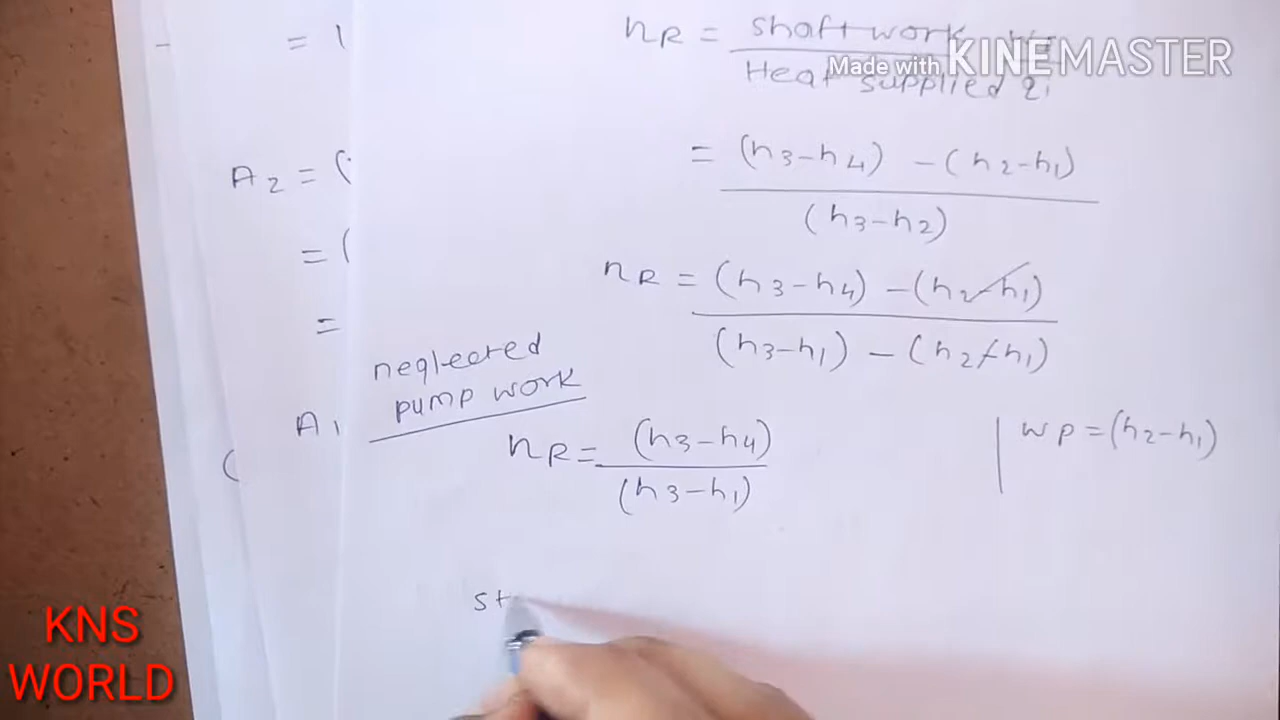 = 1
ηR = shaft work
Heat supplied q1
Made with KINEMASTER
= (h3-h4) - (h2-h1)
(h3-h2)
A2 = (
= (
ηR = (h3-h4) - (h2-h1)
(h3-h1) - (h2-h1)
=
neglected
pump work
A1
(
ηR = (h3-h4)
(h3-h1)
wp = (h2-h1)
st
KNS
WORLD